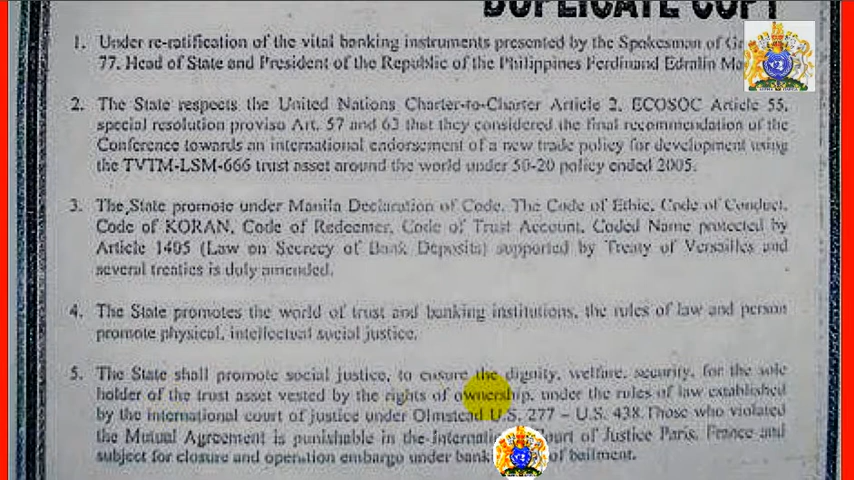 DUPLICATE COPY
1. Under re-ratification of the vital banking instruments presented by the Spokesman of
77, Head of State and President of the Republic of the Philippines Ferdinand Edralin
2. The State respects the United Nations Charter-to-Charter Article 2, ECOSOC Article 55,
special resolution proviso Art. 57 and 63 that they considered the final recommendation of the
Conference towards an international endorsement of a new trade policy for development using
the TVTM-LSM-666 trust asset around the world under 50-20 policy ended 2005.
3. The State promote under Manila Declaration of Code. The Code of Ethic, Code of Conduct,
Code of KORAN, Code of Redeemer, Code of Trust Account, Coded Name protected by
Article 1405 (Law on Secrecy of Bank Deposits) supported by Treaty of Versailles and
several treaties is duly amended.
4. The State promotes the world of trust and banking institutions, the rules of law and person
promote physical, intellectual social justice.
5. The State shall promote social justice, to ensure the dignity, welfare, security, for the sole
holder of the trust asset vested by the rights of ownership, under the rules of law established
by the international court of justice under Olmstead U.S. 277 – U.S. 438. Those who violated
the Mutual Agreement is punishable in the Court of Justice Paris, France and
subject for closure and operation embargo under bank of bailment.